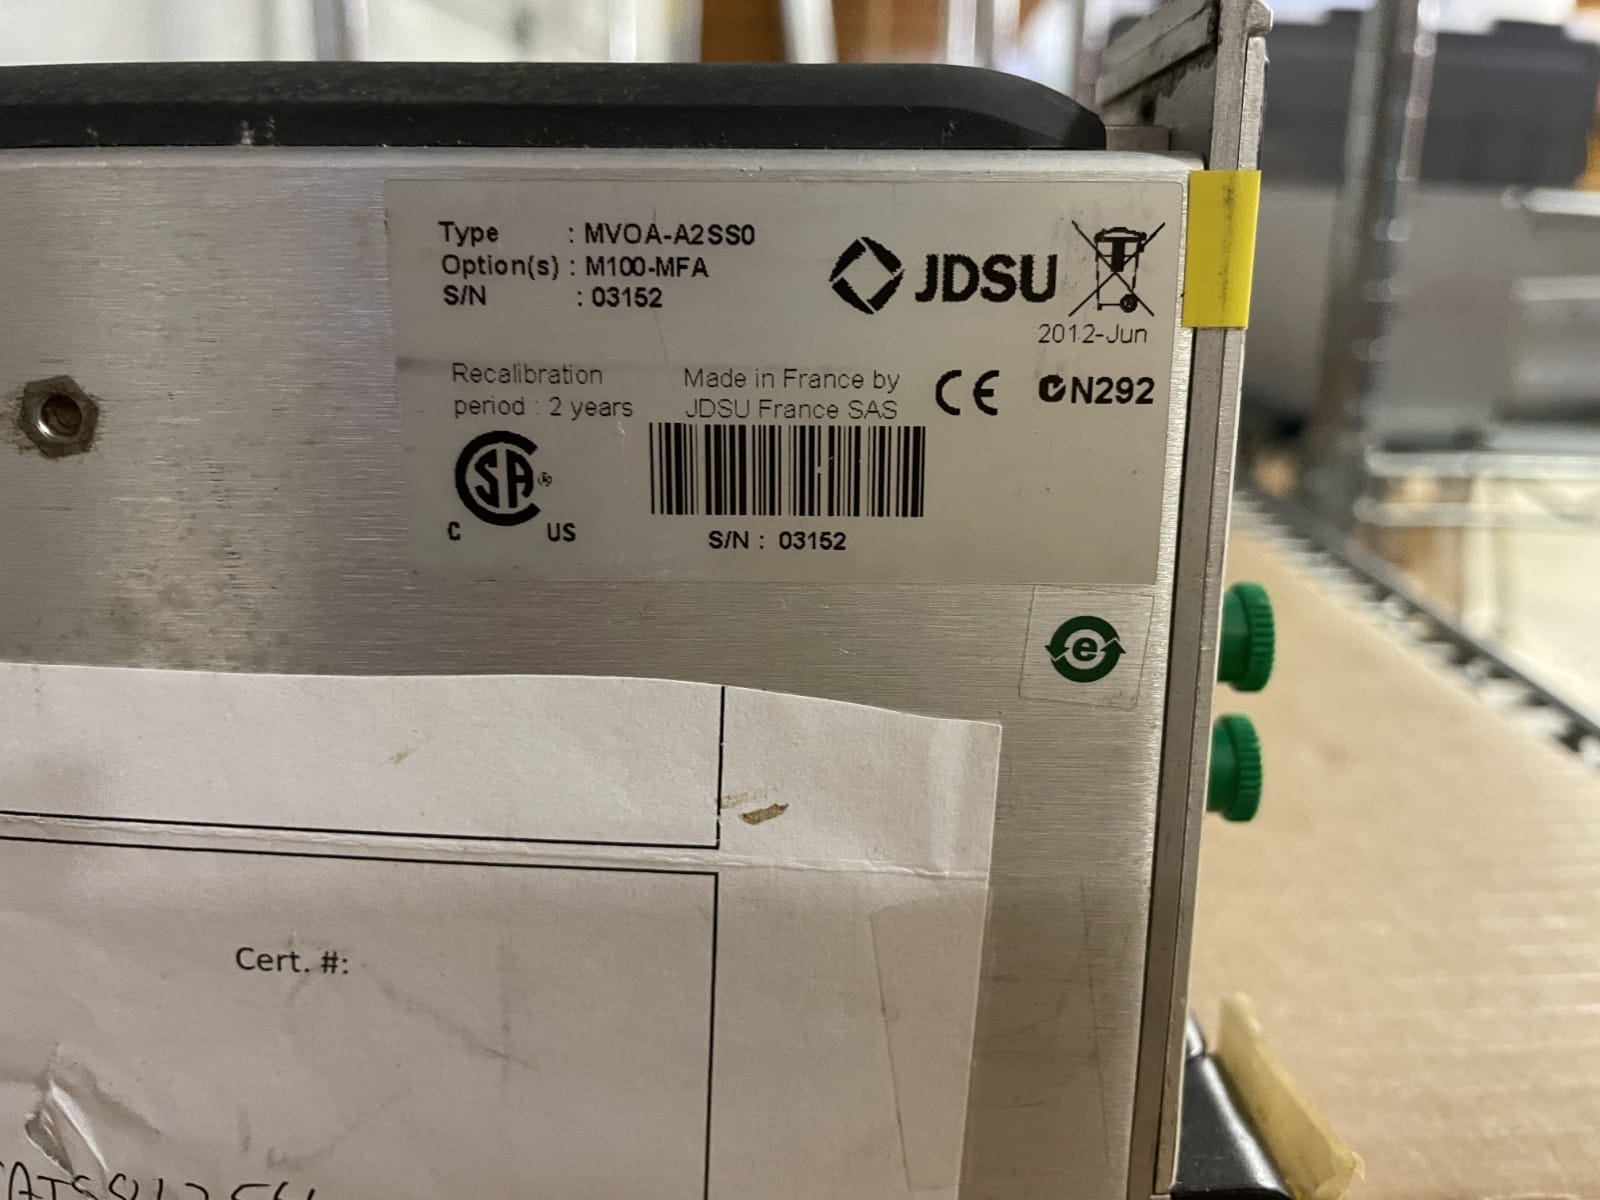 Type : MVOA-A2SS0
Option(s) : M100-MFA
S/N : 03152
JDSU
2012-Jun
Recalibration
period : 2 years
Made in France by
JDSU France SAS
CE
N292
SA
C US
S/N : 03152
e
Cert. #: